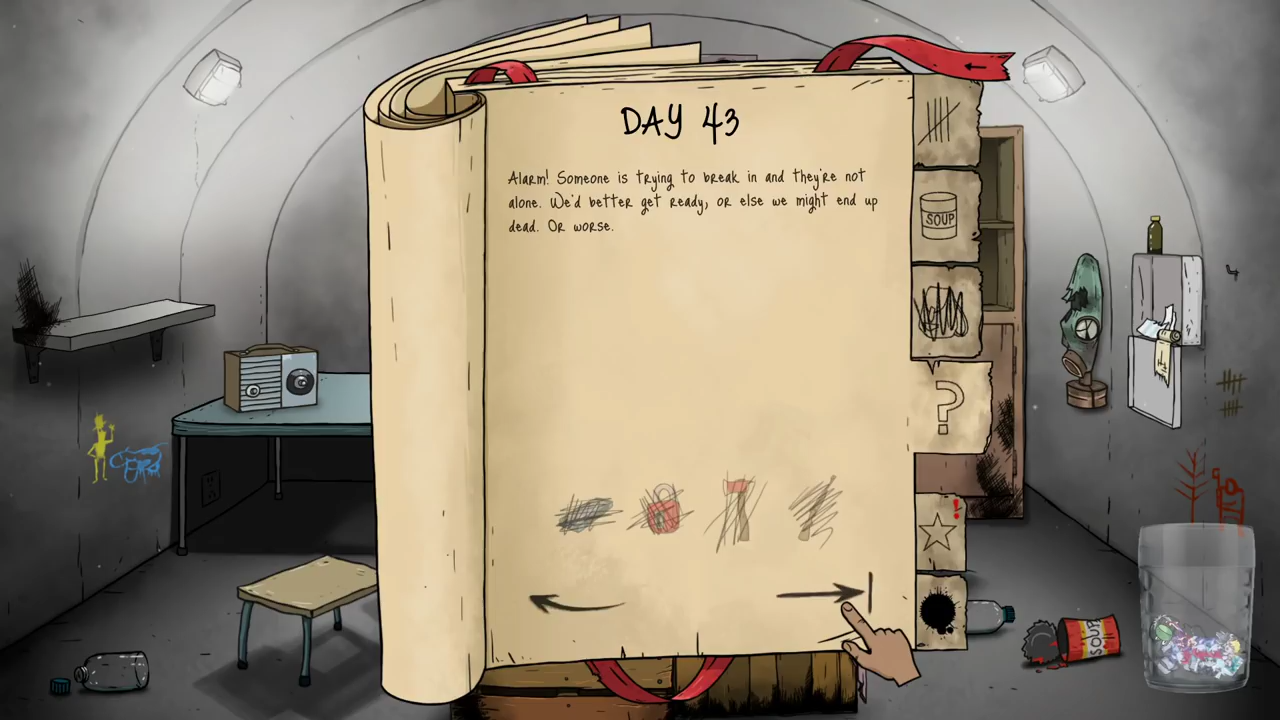 DAY 43
Alarm! Someone is trying to break in and they're not
alone. We'd better get ready, or else we might end up
dead. Or worse.
SOUP
SOUP